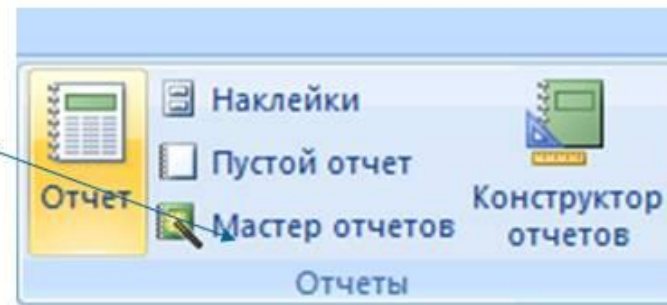 Отчет
Наклейки
Пустой отчет
Мастер отчетов
Конструктор
отчетов
Отчеты